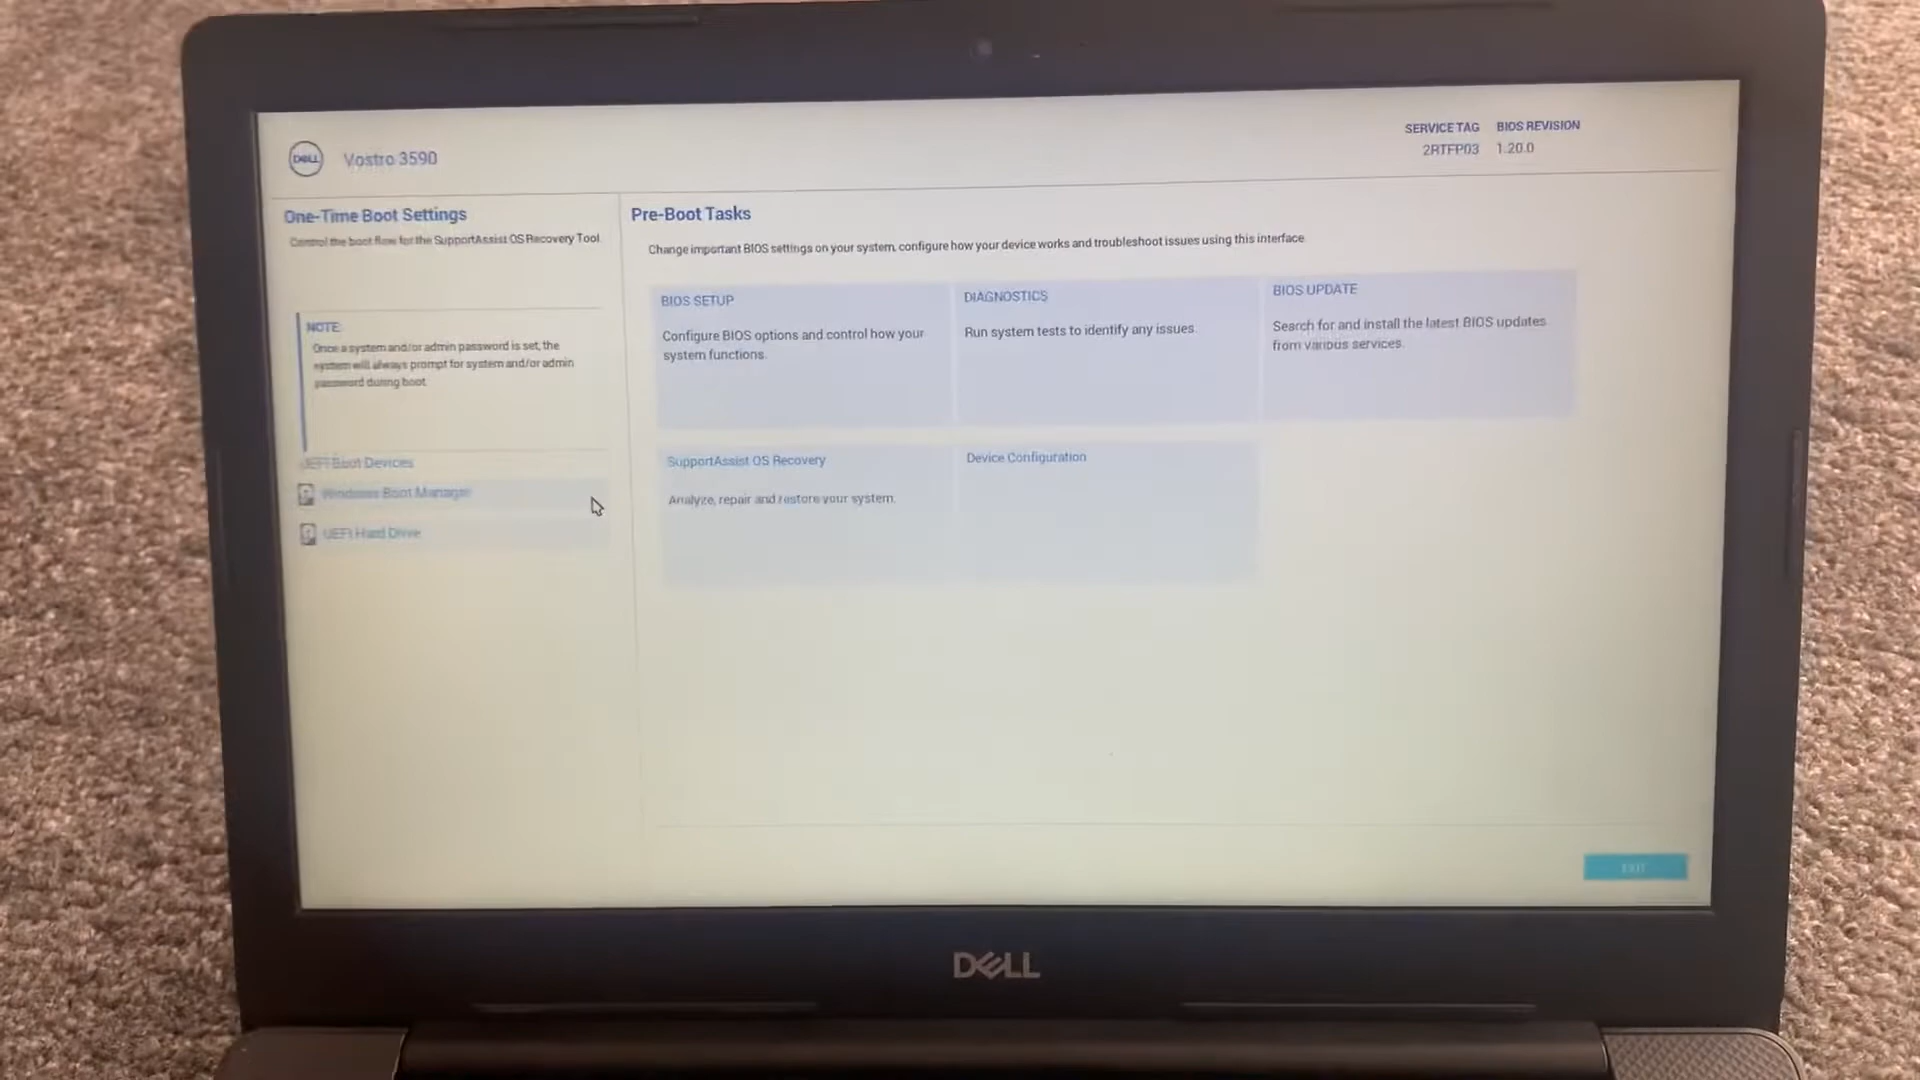 DELL
Vostro 3590
SERVICE TAG
BIOS REVISION
2RTFP03
1.20.0
One-Time Boot Settings
Control the boot flow for the SupportAssist OS Recovery Tool.
NOTE:
Once a system and/or admin password is set, the
system will always prompt for system and/or admin
password during boot.
UEFI Boot Devices
Windows Boot Manager
UEFI Hard Drive
Pre-Boot Tasks
Change important BIOS settings on your system, configure how your device works and troubleshoot issues using this interface
BIOS SETUP
Configure BIOS options and control how your
system functions.
DIAGNOSTICS
Run system tests to identify any issues.
BIOS UPDATE
Search for and install the latest BIOS updates
from various services.
SupportAssist OS Recovery
Analyze, repair and restore your system.
Device Configuration
EXIT
DELL